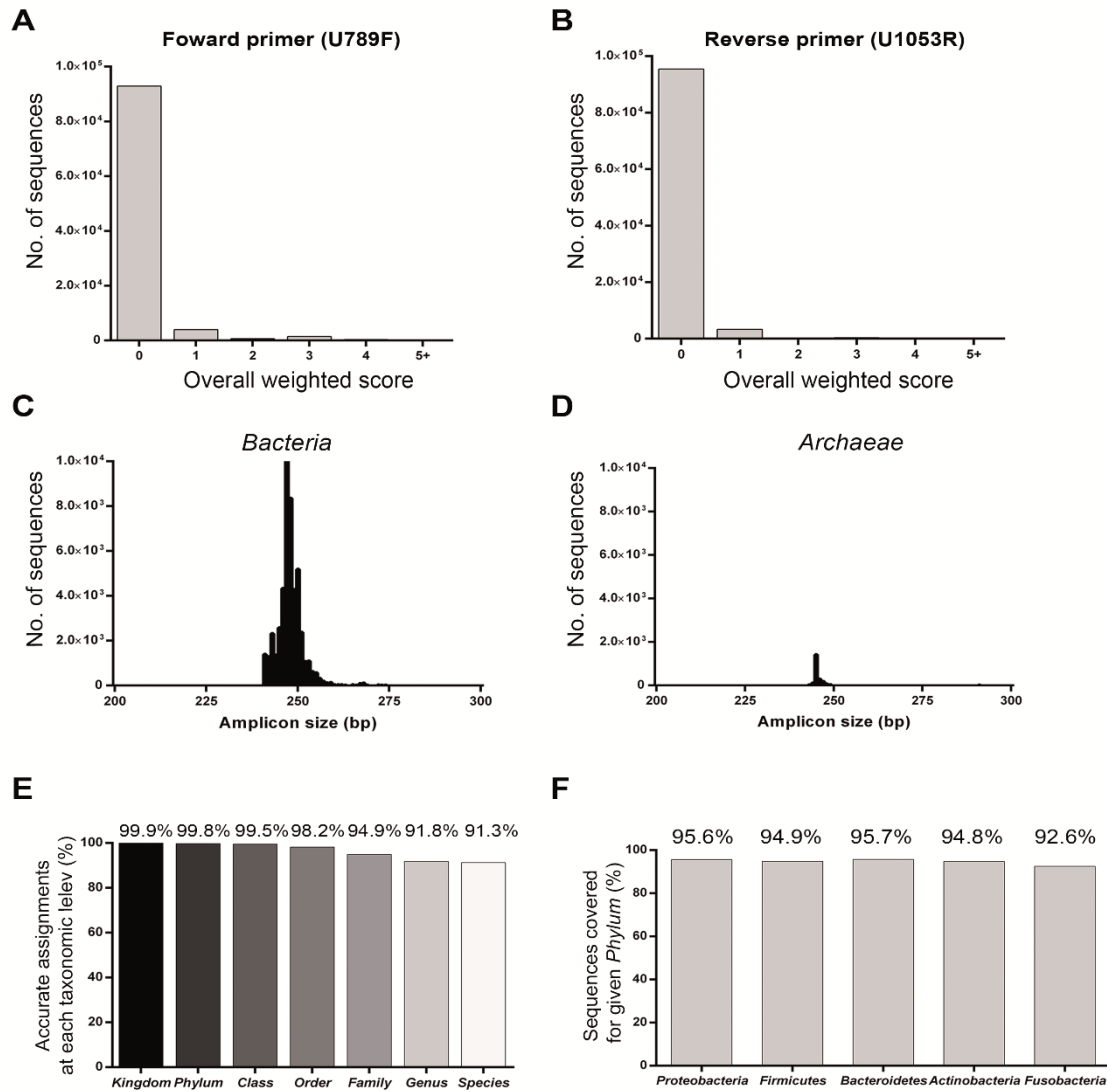 A
Foward primer (U789F)
No. of sequences
1.0×10⁵
8.0×10⁴
6.0×10⁴
4.0×10⁴
2.0×10⁴
0
0 1 2 3 4 5+
Overall weighted score
B
Reverse primer (U1053R)
No. of sequences
1.0×10⁵
8.0×10⁴
6.0×10⁴
4.0×10⁴
2.0×10⁴
0
0 1 2 3 4 5+
Overall weighted score
C
Bacteria
No. of sequences
1.0×10⁴
8.0×10³
6.0×10³
4.0×10³
2.0×10³
0
200 225 250 275 300
Amplicon size (bp)
D
Archaeae
No. of sequences
1.0×10⁴
8.0×10³
6.0×10³
4.0×10³
2.0×10³
0
200 225 250 275 300
Amplicon size (bp)
E
Accurate assignments
at each taxonomic lelev (%)
99.9% 99.8% 99.5% 98.2% 94.9% 91.8% 91.3%
100
80
60
40
20
0
Kingdom Phylum Class Order Family Genus Species
F
Sequences covered
for given Phylum (%)
95.6% 94.9% 95.7% 94.8% 92.6%
100
80
60
40
20
0
Proteobacteria Firmicutes Bacteroidetes Actinobacteria Fusobacteria